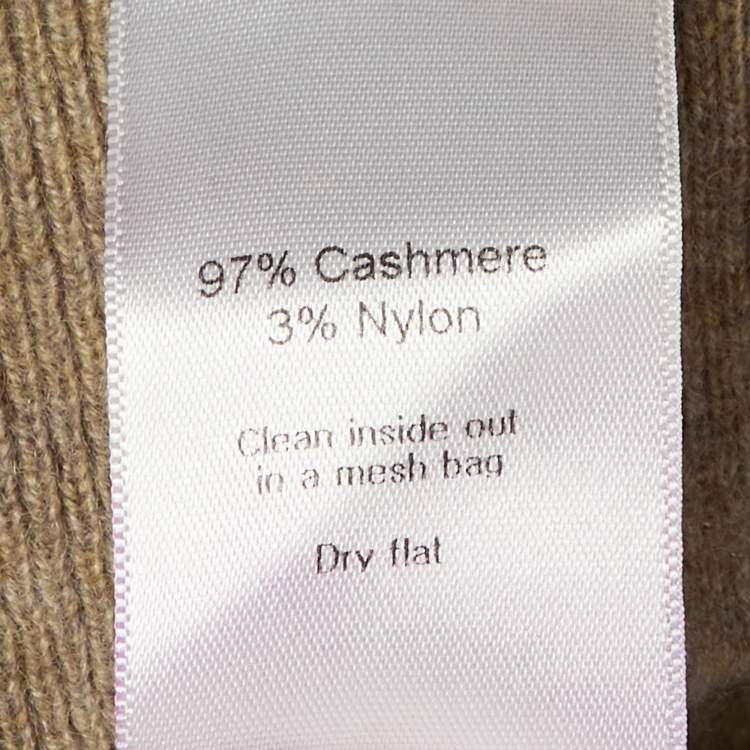 97% Cashmere
3% Nylon
Clean inside out
in a mesh bag
Dry flat